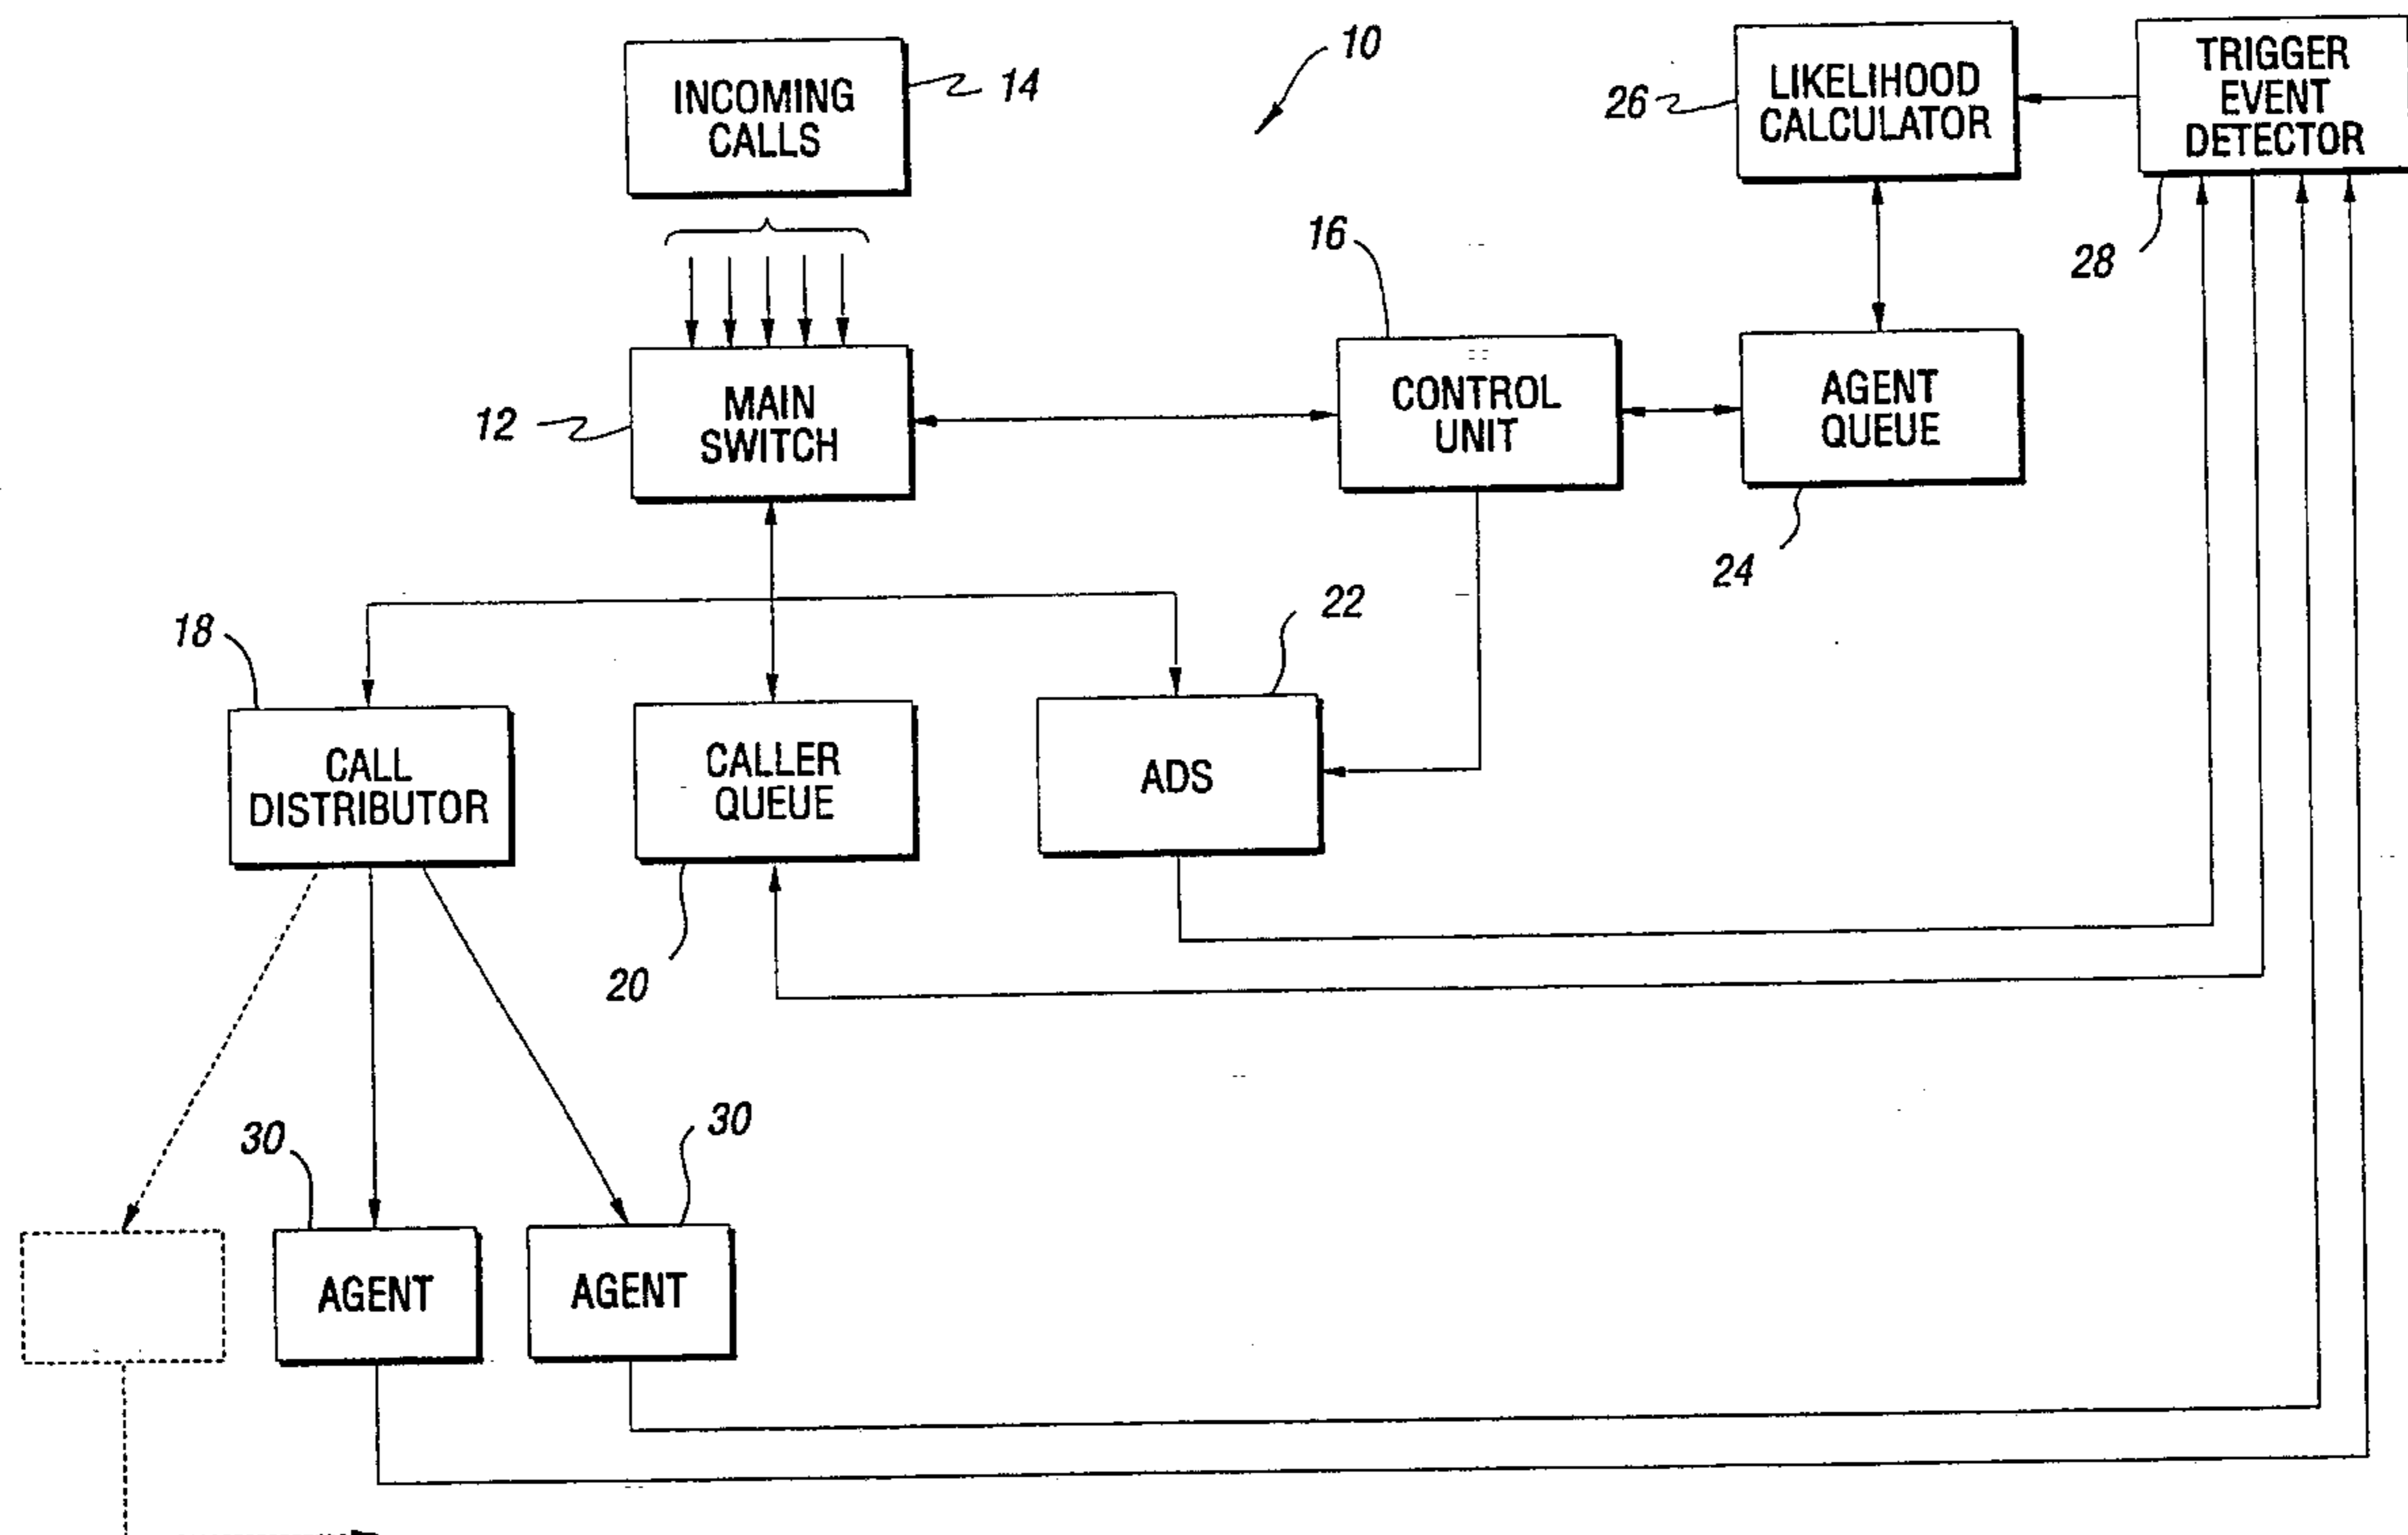 INCOMING
CALLS
14
10
26
LIKELIHOOD
CALCULATOR
TRIGGER
EVENT
DETECTOR
28
12
MAIN
SWITCH
16
CONTROL
UNIT
AGENT
QUEUE
24
18
CALL
DISTRIBUTOR
CALLER
QUEUE
20
22
ADS
30
AGENT
30
AGENT